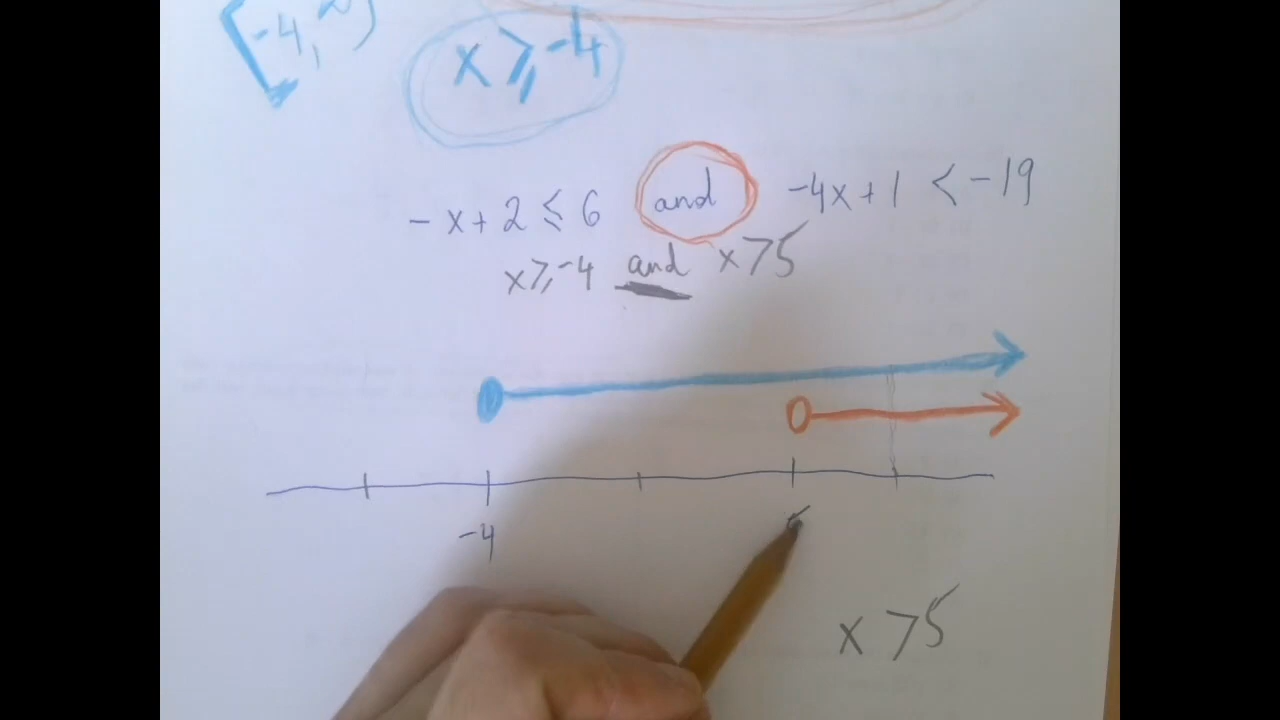 [-4, ∞)
x ≥ -4
-x + 2 ≤ 6 and -4x + 1 < -19
x ≥ -4 and x > 5
-4 5
x > 5